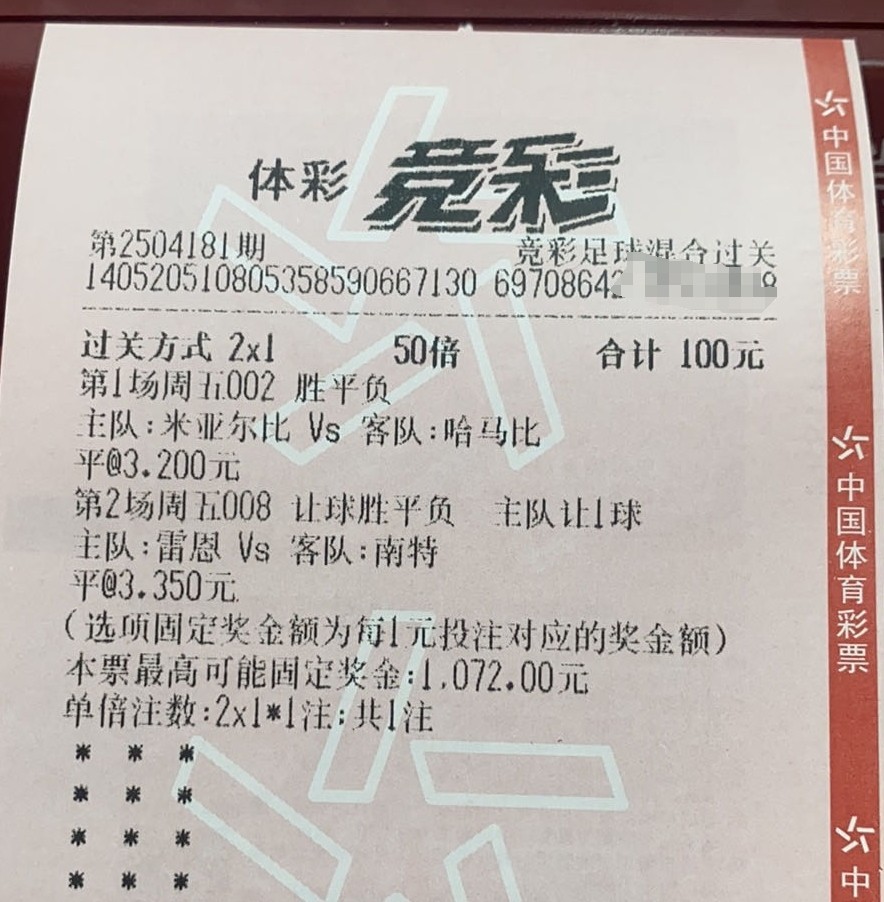 体彩 竞彩
第2504181期 竞彩足球混合过关
140520510805358590667130 69708642
过关方式 2x1 50倍 合计 100元
第1场周五002 胜平负
主队:米亚尔比 Vs 客队:哈马比
平@3.200元
第2场周五008 让球胜平负 主队让1球
主队:雷恩 Vs 客队:南特
平@3.350元
(选项固定奖金额为每1元投注对应的奖金额)
本票最高可能固定奖金:1,072.00元
单倍注数:2x1*1注;共1注
* * *
* * *
* * *
* * *
中国体育彩票
中国体育彩票
中